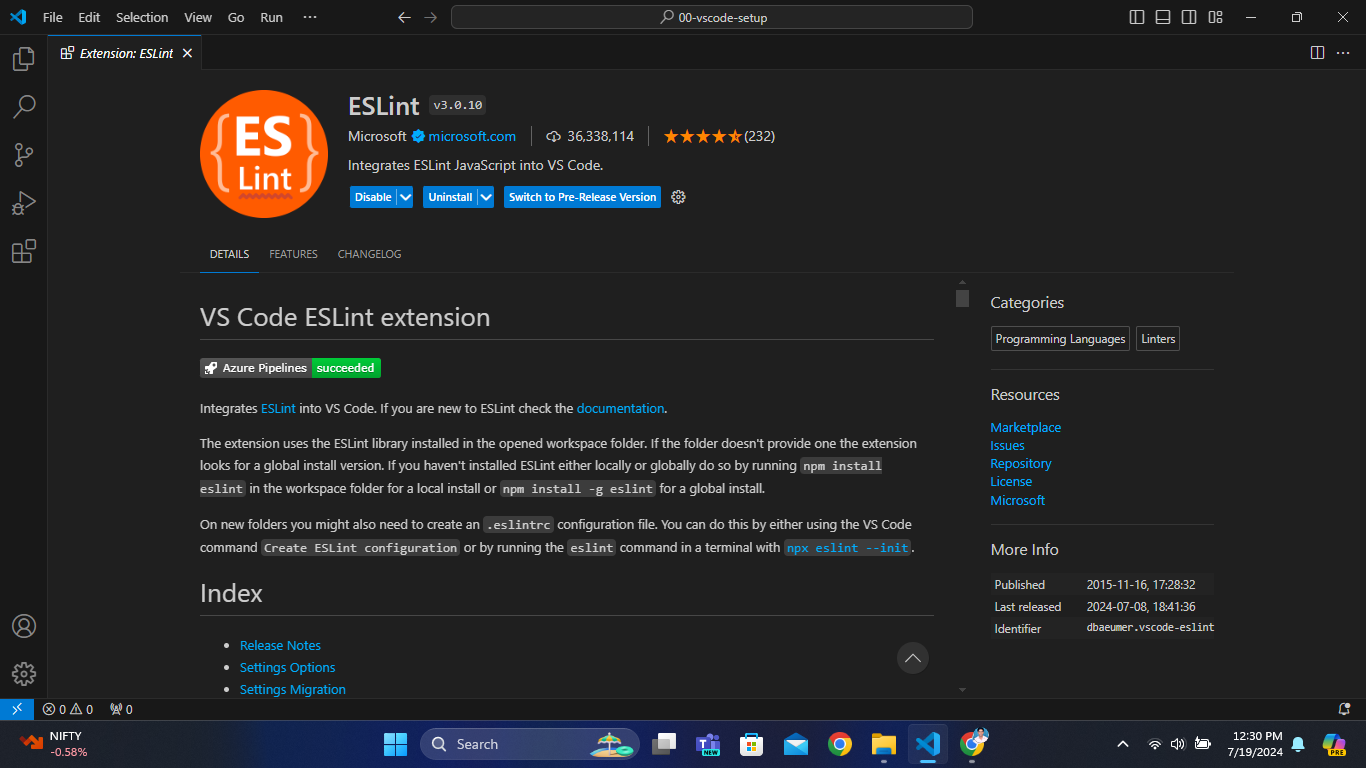 File Edit Selection View Go Run ···
00-vscode-setup
Extension: ESLint
ES
Lint
ESLint v3.0.10
Microsoft microsoft.com 36,338,114 (232)
Integrates ESLint JavaScript into VS Code.
Disable Uninstall Switch to Pre-Release Version
DETAILS FEATURES CHANGELOG
VS Code ESLint extension
Azure Pipelines succeeded
Integrates ESLint into VS Code. If you are new to ESLint check the documentation.
The extension uses the ESLint library installed in the opened workspace folder. If the folder doesn't provide one the extension
looks for a global install version. If you haven't installed ESLint either locally or globally do so by running npm install
eslint in the workspace folder for a local install or npm install -g eslint for a global install.
On new folders you might also need to create an .eslintrc configuration file. You can do this by either using the VS Code
command Create ESLint configuration or by running the eslint command in a terminal with npx eslint --init.
Index
• Release Notes
• Settings Options
• Settings Migration
Categories
Programming Languages Linters
Resources
Marketplace
Issues
Repository
License
Microsoft
More Info
Published 2015-11-16, 17:28:32
Last released 2024-07-08, 18:41:36
Identifier dbaeumer.vscode-eslint
0 0 0
NIFTY
-0.58%
Search
NEW
12:30 PM
7/19/2024
PRE